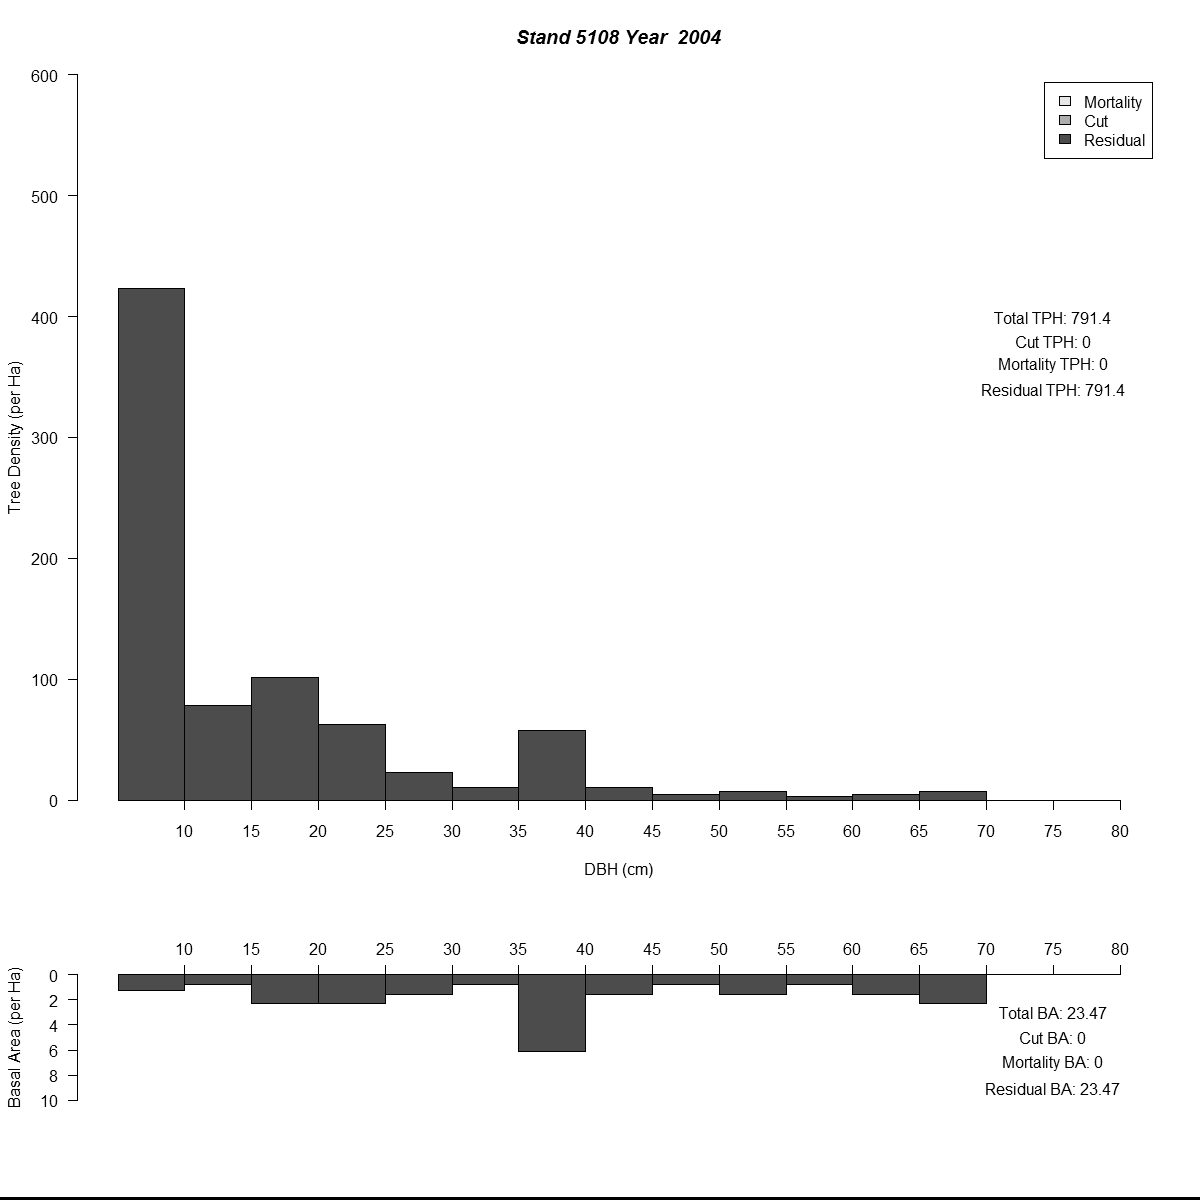 Stand 5108 Year  2004
600
500
400
300
200
100
0
Tree Density (per Ha)
Mortality
Cut
Residual
Total TPH: 791.4
Cut TPH: 0
Mortality TPH: 0
Residual TPH: 791.4
10 15 20 25 30 35 40 45 50 55 60 65 70 75 80
DBH (cm)
10 15 20 25 30 35 40 45 50 55 60 65 70 75 80
0
2
4
6
8
10
Basal Area (per Ha)
Total BA: 23.47
Cut BA: 0
Mortality BA: 0
Residual BA: 23.47